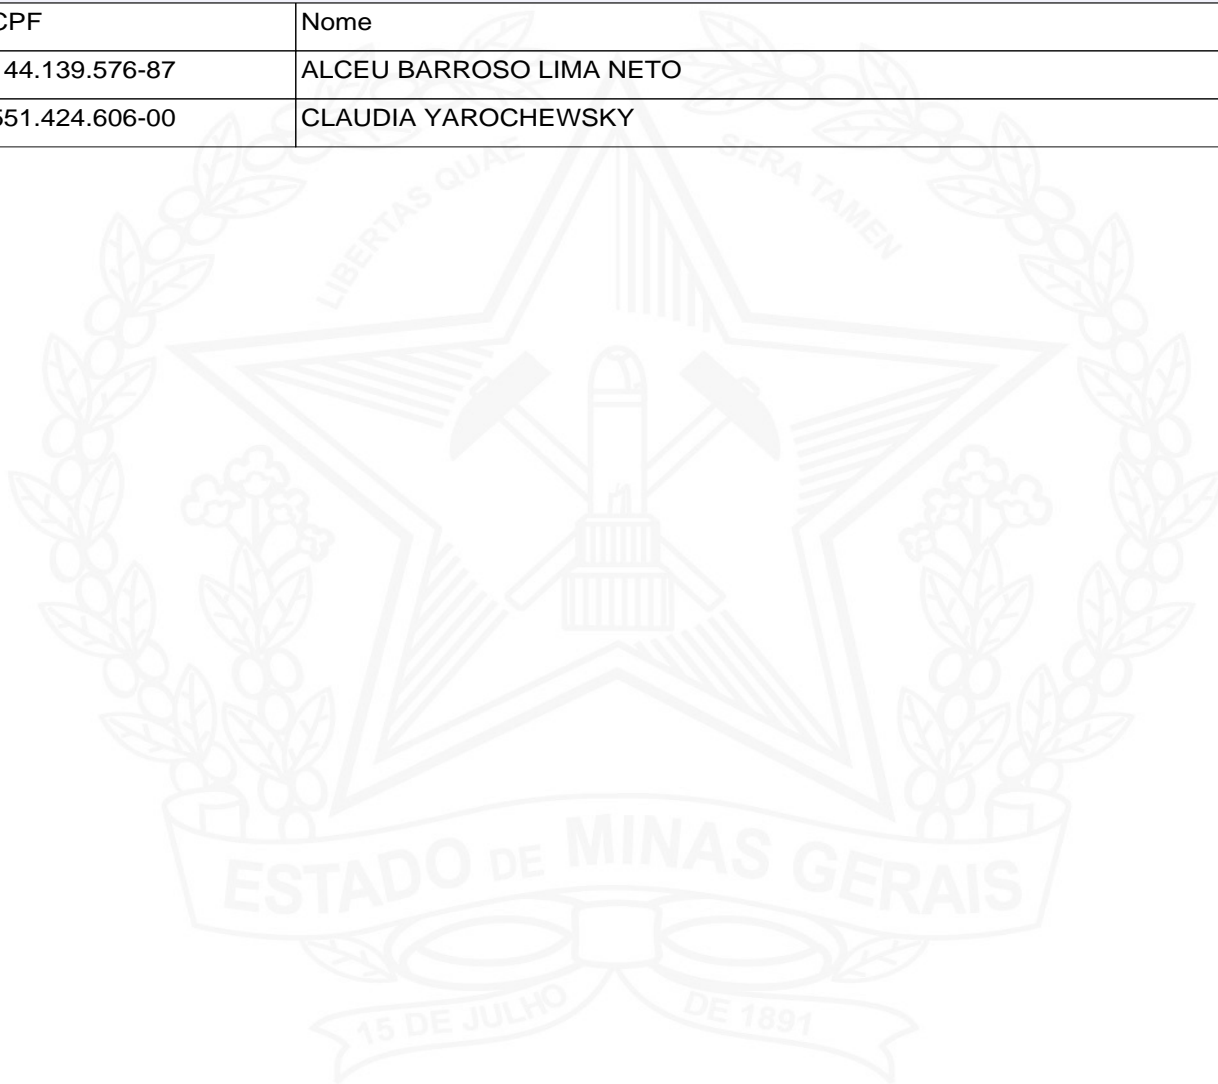 CPF Nome
44.139.576-87 ALCEU BARROSO LIMA NETO
551.424.606-00 CLAUDIA YAROCHEWSKY
LIBERTAS QUAE SERA TAMEN
ESTADO DE MINAS GERAIS
15 DE JULHO DE 1891